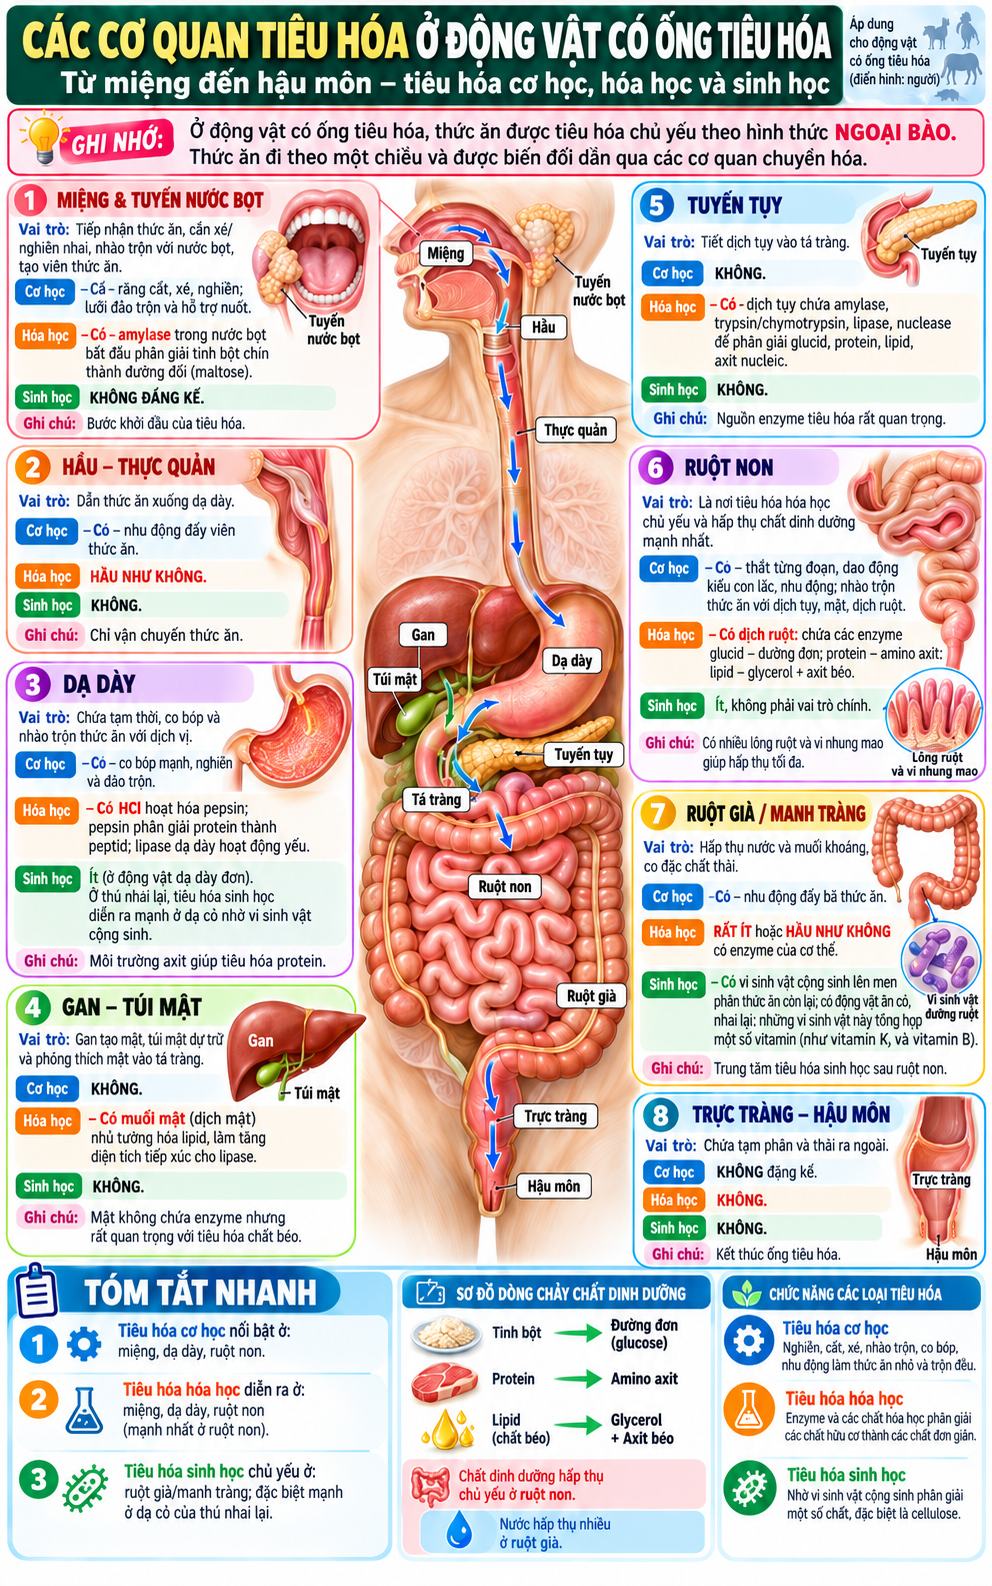 CÁC CƠ QUAN TIÊU HÓA Ở ĐỘNG VẬT CÓ ỐNG TIÊU HÓA
Từ miệng đến hậu môn – tiêu hóa cơ học, hóa học và sinh học
Áp dụng
cho động vật
có ống tiêu hóa
(điển hình: người)
GHI NHỚ:
Ở động vật có ống tiêu hóa, thức ăn được tiêu hóa chủ yếu theo hình thức NGOẠI BÀO.
Thức ăn đi theo một chiều và được biến đổi dần qua các cơ quan chuyển hóa.
1 MIỆNG & TUYẾN NƯỚC BỌT
Vai trò: Tiếp nhận thức ăn, cắn xé/
nghiên nhai, nhào trộn với nước bọt,
tạo viên thức ăn.
Cơ học – Cấ – răng cắt, xé, nghiền;
lưỡi đảo trộn và hỗ trợ nuốt.
Hóa học – Có – amylase trong nước bọt
bắt đầu phân giải tinh bột chín
thành đường đối (maltose).
Sinh học KHÔNG ĐÁNG KỂ.
Ghi chú: Bước khởi đầu của tiêu hóa.
Tuyến
nước bọt
2 HẦU – THỰC QUẢN
Vai trò: Dẫn thức ăn xuống dạ dày.
Cơ học – Có – nhu động đẩy viên
thức ăn.
Hóa học HẦU NHƯ KHÔNG.
Sinh học KHÔNG.
Ghi chú: Chỉ vận chuyển thức ăn.
3 DẠ DÀY
Vai trò: Chứa tạm thời, co bóp và
nhào trộn thức ăn với dịch vị.
Cơ học – Có – co bóp mạnh, nghiền
và đảo trộn.
Hóa học – Có HCl hoạt hóa pepsin;
pepsin phân giải protein thành
peptid; lipase dạ dày hoạt động yếu.
Sinh học Ít (ở động vật dạ dày đơn).
Ở thú nhai lại, tiêu hóa sinh học
diễn ra mạnh ở dạ cỏ nhờ vi sinh vật
cộng sinh.
Ghi chú: Môi trường axit giúp tiêu hóa protein.
4 GAN – TÚI MẬT
Vai trò: Gan tạo mật, túi mật dự trữ
và phóng thích mật vào tá tràng.
Cơ học KHÔNG.
Hóa học – Có muối mật (dịch mật)
nhủ tương hóa lipid, làm tăng
diện tích tiếp xúc cho lipase.
Sinh học KHÔNG.
Ghi chú: Mật không chứa enzyme nhưng
rất quan trọng với tiêu hóa chất béo.
Gan
Túi mật
Miệng
Tuyến
nước bọt
Hầu
Thực quản
Gan
Túi mật
Dạ dày
Tuyến tụy
Tá tràng
Ruột non
Ruột già
Trực tràng
Hậu môn
5 TUYẾN TỤY
Vai trò: Tiết dịch tụy vào tá tràng.
Cơ học KHÔNG.
Hóa học – Có - dịch tụy chứa amylase,
trypsin/chymotrypsin, lipase, nuclease
để phân giải glucid, protein, lipid,
axit nucleic.
Sinh học KHÔNG.
Ghi chú: Nguồn enzyme tiêu hóa rất quan trọng.
Tuyến tụy
6 RUỘT NON
Vai trò: Là nơi tiêu hóa hóa học
chủ yếu và hấp thụ chất dinh dưỡng
mạnh nhất.
Cơ học – Có – thắt từng đoạn, dao động
kiểu con lắc, nhu động; nhào trộn
thức ăn với dịch tụy, mật, dịch ruột.
Hóa học – Có dịch ruột: chứa các enzyme
glucid – đường đơn; protein – amino axit;
lipid – glycerol + axit béo.
Sinh học Ít, không phải vai trò chính.
Ghi chú: Có nhiều lông ruột và vi nhung mao
giúp hấp thụ tối đa.
Lông ruột
và vi nhung mao
7 RUỘT GIÀ / MANH TRÀNG
Vai trò: Hấp thụ nước và muối khoáng,
co đặc chất thải.
Cơ học – Có – nhu động đẩy bã thức ăn.
Hóa học RẤT ÍT hoặc HẦU NHƯ KHÔNG
có enzyme của cơ thể.
Sinh học – Có vi sinh vật cộng sinh lên men
phân thức ăn còn lại; có động vật ăn cỏ,
nhai lại; những vi sinh vật này tổng hợp
một số vitamin (như vitamin K, và vitamin B).
Ghi chú: Trung tâm tiêu hóa sinh học sau ruột non.
Vi sinh vật
đường ruột
8 TRỰC TRÀNG – HẬU MÔN
Vai trò: Chứa tạm phân và thải ra ngoài.
Cơ học KHÔNG đặng kể.
Hóa học KHÔNG.
Sinh học KHÔNG.
Ghi chú: Kết thúc ống tiêu hóa.
Trực tràng
Hậu môn
TÓM TẮT NHANH
1 Tiêu hóa cơ học nổi bật ở:
miệng, dạ dày, ruột non.
2 Tiêu hóa hóa học diễn ra ở:
miệng, dạ dày, ruột non
(mạnh nhất ở ruột non).
3 Tiêu hóa sinh học chủ yếu ở:
ruột già/manh tràng; đặc biệt mạnh
ở dạ cỏ của thú nhai lại.
SƠ ĐỒ DÒNG CHẢY CHẤT DINH DƯỠNG
Tinh bột → Đường đơn
(glucose)
Protein → Amino axit
Lipid → Glycerol
(chất béo) + Axit béo
Chất dinh dưỡng hấp thụ
chủ yếu ở ruột non.
Nước hấp thụ nhiều
ở ruột già.
CHỨC NĂNG CÁC LOẠI TIÊU HÓA
Tiêu hóa cơ học
Nghiền, cắt, xé, nhào trộn, co bóp,
nhu động làm thức ăn nhỏ và trộn đều.
Tiêu hóa hóa học
Enzyme và các chất hóa học phân giải
các chất hữu cơ thành các chất đơn giản.
Tiêu hóa sinh học
Nhờ vi sinh vật cộng sinh phân giải
một số chất, đặc biệt là cellulose.